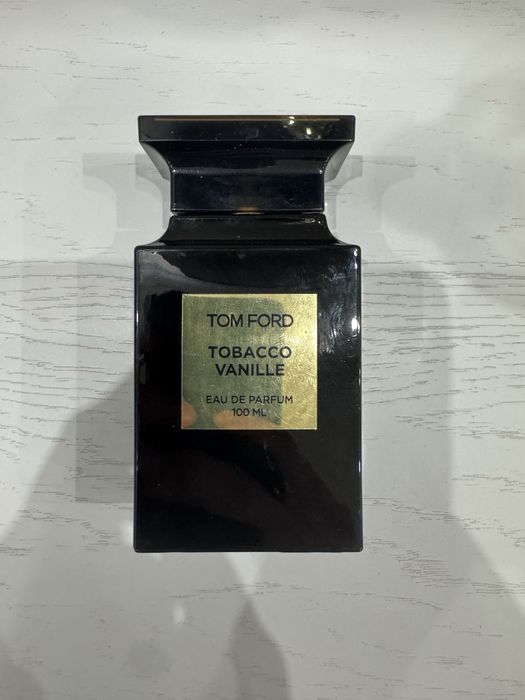 TOM FORD
TOBACCO
VANILLE
EAU DE PARFUM
100 ML